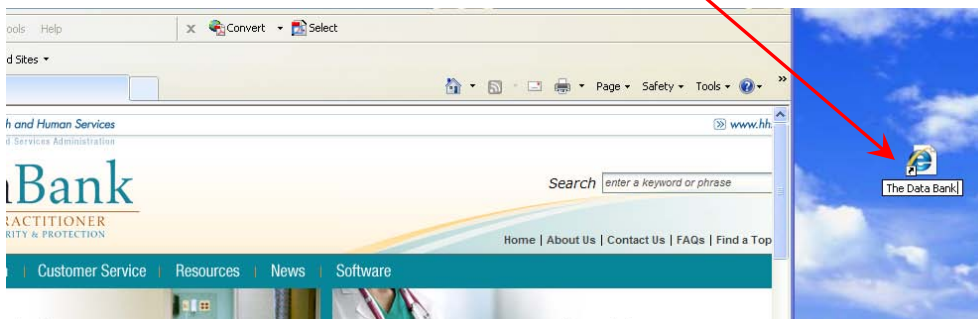 ools Help x Convert Select
d Sites
Page Safety Tools »
h and Human Services www.hh
d Services Administration
Bank
RACTITIONER
RITY & PROTECTION
Search enter a keyword or phrase
Home | About Us | Contact Us | FAQs | Find a Top
| Customer Service | Resources | News | Software
The Data Bank